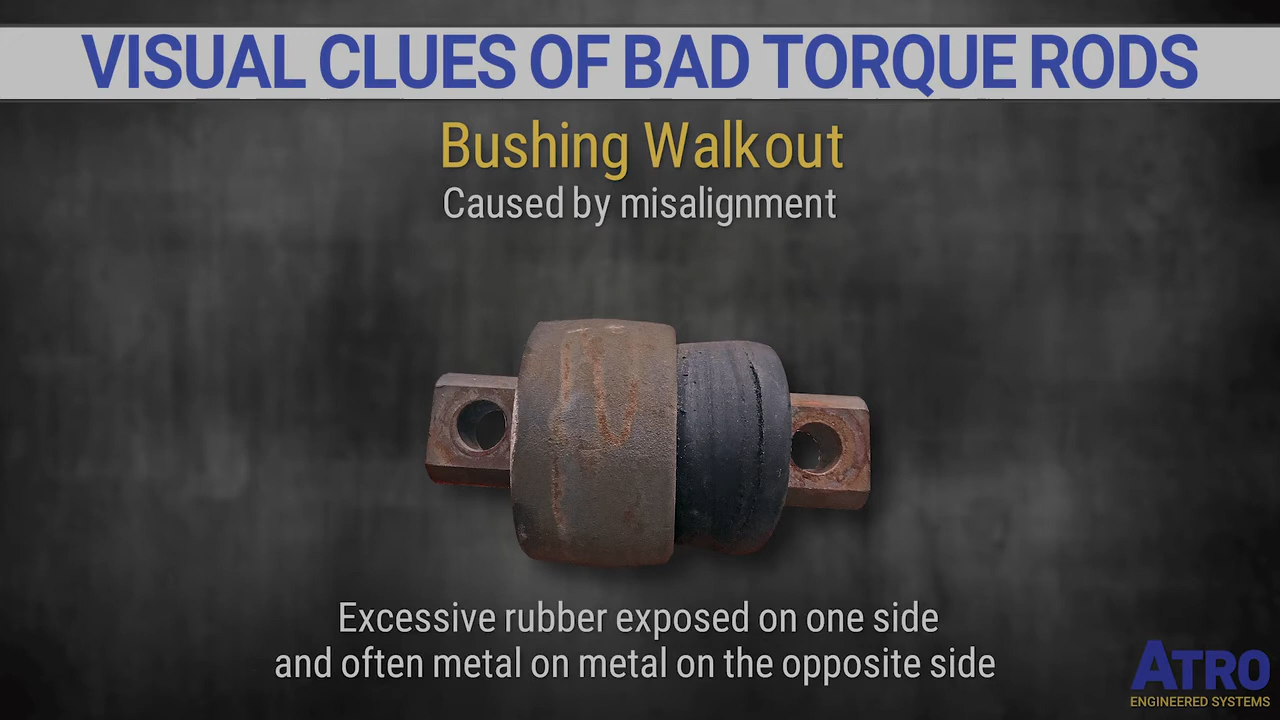 VISUAL CLUES OF BAD TORQUE RODS
Bushing Walkout
Caused by misalignment
Excessive rubber exposed on one side
and often metal on metal on the opposite side
ATRO
ENGINEERED SYSTEMS